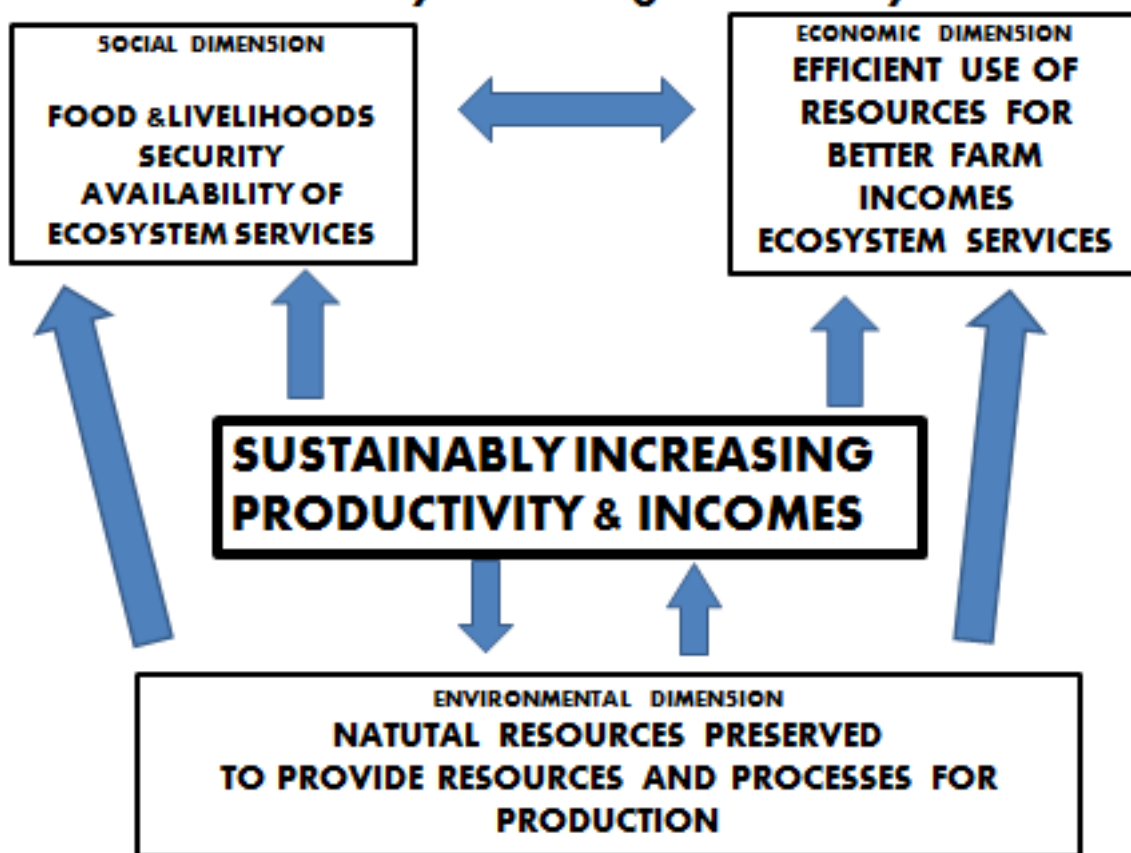 SOCIAL DIMENSION
FOOD &LIVELIHOODS
SECURITY
AVAILABILITY OF
ECOSYSTEM SERVICES
ECONOMIC DIMENSION
EFFICIENT USE OF
RESOURCES FOR
BETTER FARM
INCOMES
ECOSYSTEM SERVICES
SUSTAINABLY INCREASING
PRODUCTIVITY & INCOMES
ENVIRONMENTAL DIMENSION
NATUTAL RESOURCES PRESERVED
TO PROVIDE RESOURCES AND PROCESSES FOR
PRODUCTION